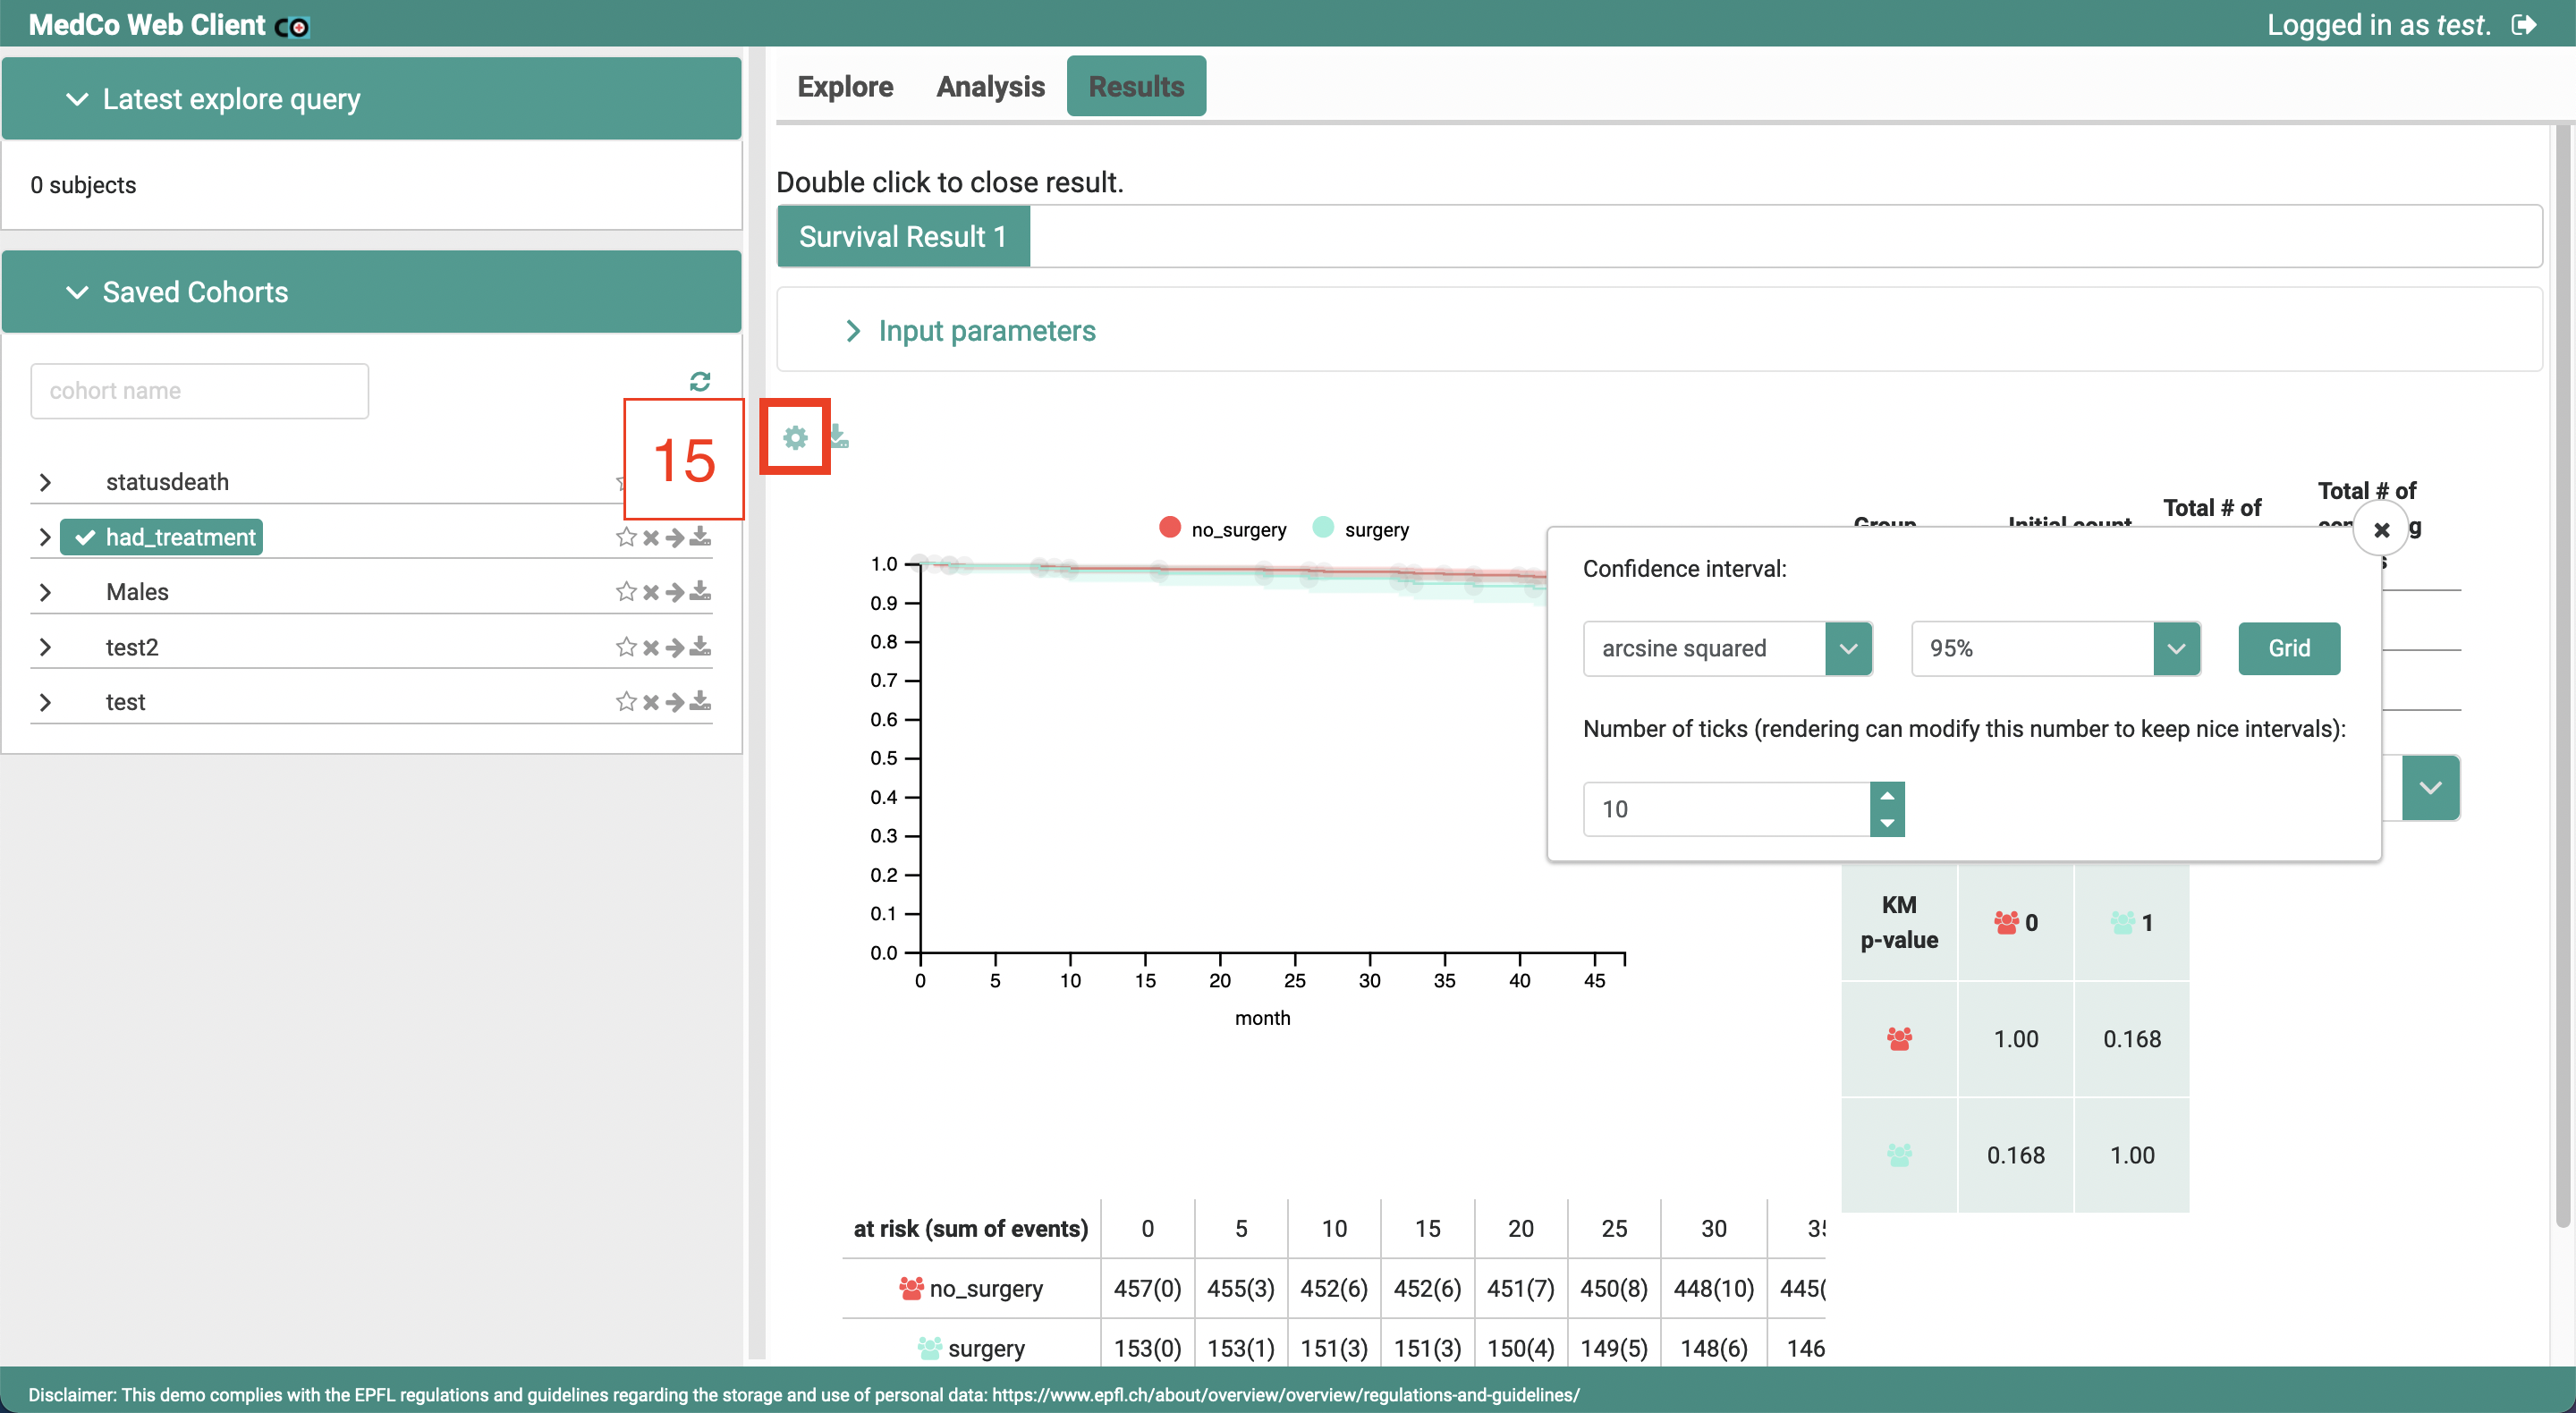 MedCo Web Client
Logged in as test.
Latest explore query
0 subjects
Saved Cohorts
cohort name
15
statusdeath
had_treatment
Males
test2
test
Explore Analysis Results
Double click to close result.
Survival Result 1
Input parameters
no_surgery surgery
1.0
0.9
0.8
0.7
0.6
0.5
0.4
0.3
0.2
0.1
0.0
0 5 10 15 20 25 30 35 40 45
month
Group Initial count Total # of Total # of
Confidence interval:
arcsine squared 95% Grid
Number of ticks (rendering can modify this number to keep nice intervals):
10
KM
p-value 0 1
1.00 0.168
0.168 1.00
at risk (sum of events) 0 5 10 15 20 25 30
no_surgery 457(0) 455(3) 452(6) 452(6) 451(7) 450(8) 448(10) 445(
surgery 153(0) 153(1) 151(3) 151(3) 150(4) 149(5) 148(6) 146
Disclaimer: This demo complies with the EPFL regulations and guidelines regarding the storage and use of personal data: https://www.epfl.ch/about/overview/overview/regulations-and-guidelines/